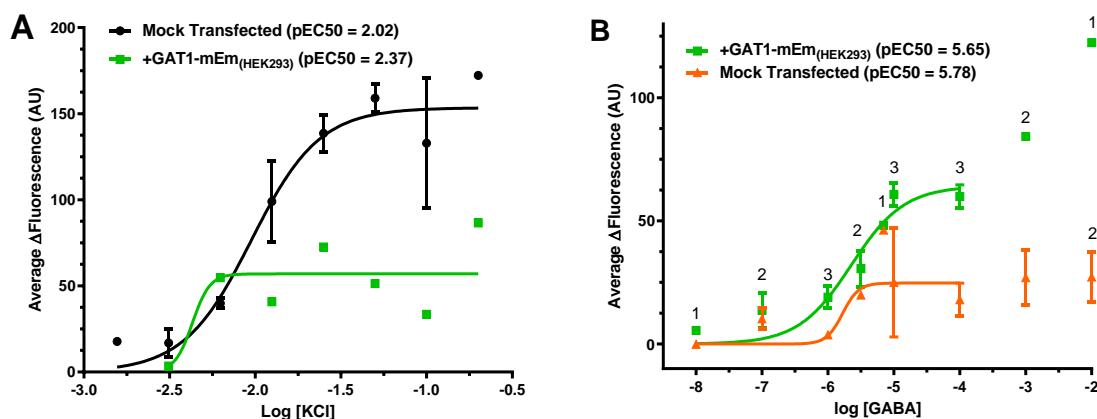 A
Mock Transfected (pEC50 = 2.02)
+GAT1-mEm(HEK293) (pEC50 = 2.37)
Average ΔFluorescence (AU)
200
150
100
50
0
-3.0 -2.5 -2.0 -1.5 -1.0 -0.5
Log [KCl]
B
+GAT1-mEm(HEK293) (pEC50 = 5.65)
Mock Transfected (pEC50 = 5.78)
Average ΔFluorescence (AU)
100
50
0
1
2
3
2
1
3
3
2
1
2
-8 -7 -6 -5 -4 -3 -2
log [GABA]